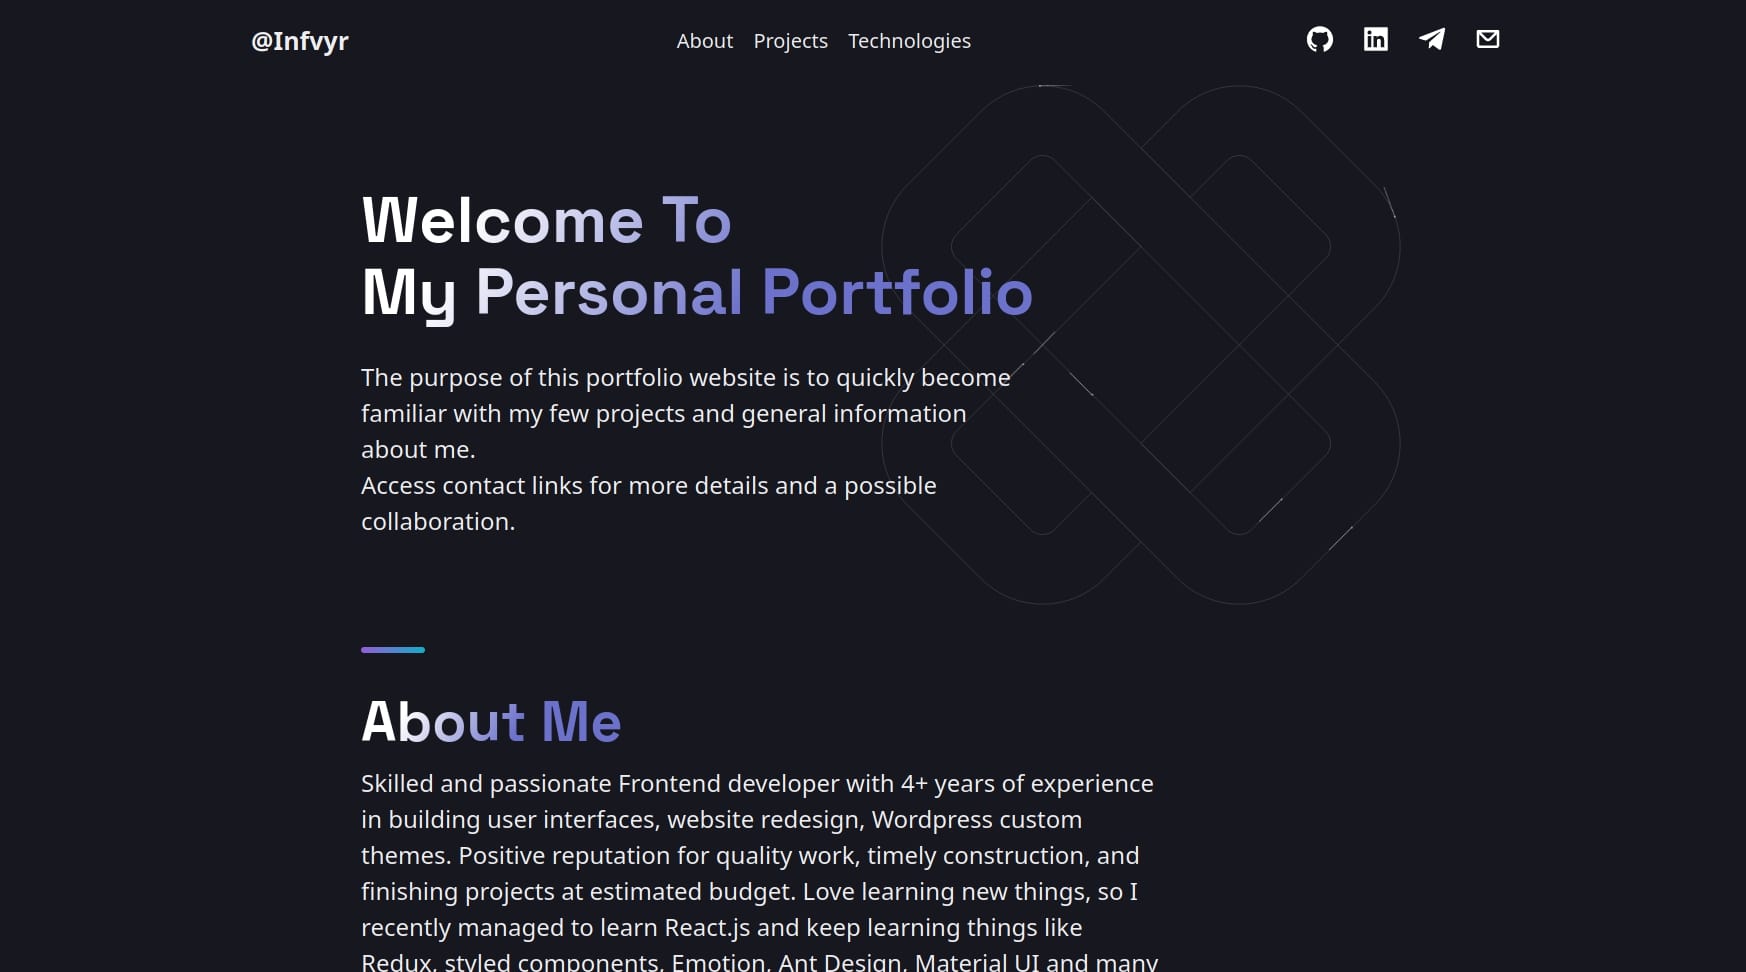 @Infvyr
About Projects Technologies
Welcome To
My Personal Portfolio
The purpose of this portfolio website is to quickly become
familiar with my few projects and general information
about me.
Access contact links for more details and a possible
collaboration.
About Me
Skilled and passionate Frontend developer with 4+ years of experience
in building user interfaces, website redesign, Wordpress custom
themes. Positive reputation for quality work, timely construction, and
finishing projects at estimated budget. Love learning new things, so I
recently managed to learn React.js and keep learning things like
Redux, styled components, Emotion, Ant Design, Material UI and many